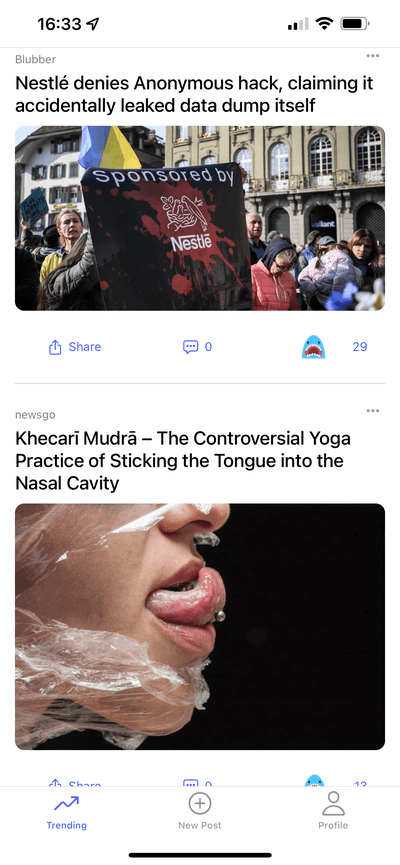 16:33
Blubber
Nestlé denies Anonymous hack, claiming it
accidentally leaked data dump itself
Sponsored by
Nestlé
valiant
Share
0
29
newsgo
Khecarī Mudrā – The Controversial Yoga
Practice of Sticking the Tongue into the
Nasal Cavity
Share
0
13
Trending
New Post
Profile